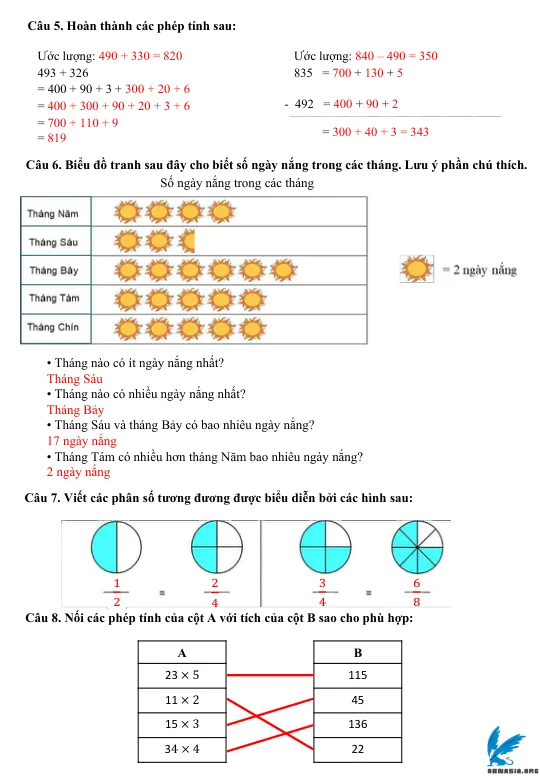 Câu 5. Hoàn thành các phép tính sau:
Ước lượng: 490 + 330 = 820
493 + 326
= 400 + 90 + 3 + 300 + 20 + 6
= 400 + 300 + 90 + 20 + 3 + 6
= 700 + 110 + 9
= 819
Ước lượng: 840 – 490 = 350
835 = 700 + 130 + 5
- 492 = 400 + 90 + 2
= 300 + 40 + 3 = 343
Câu 6. Biểu đồ tranh sau đây cho biết số ngày nắng trong các tháng. Lưu ý phần chú thích.
Số ngày nắng trong các tháng
Tháng Năm
Tháng Sáu
Tháng Bảy
Tháng Tám
Tháng Chín
= 2 ngày nắng
• Tháng nào có ít ngày nắng nhất?
Tháng Sáu
• Tháng nào có nhiều ngày nắng nhất?
Tháng Bảy
• Tháng Sáu và tháng Bảy có bao nhiêu ngày nắng?
17 ngày nắng
• Tháng Tám có nhiều hơn tháng Năm bao nhiêu ngày nắng?
2 ngày nắng
Câu 7. Viết các phân số tương đương được biểu diễn bởi các hình sau:
1/2 = 2/4 3/4 = 6/8
Câu 8. Nối các phép tính của cột A với tích của cột B sao cho phù hợp:
A B
23 × 5 115
11 × 2 45
15 × 3 136
34 × 4 22
ARMASIA.ORG